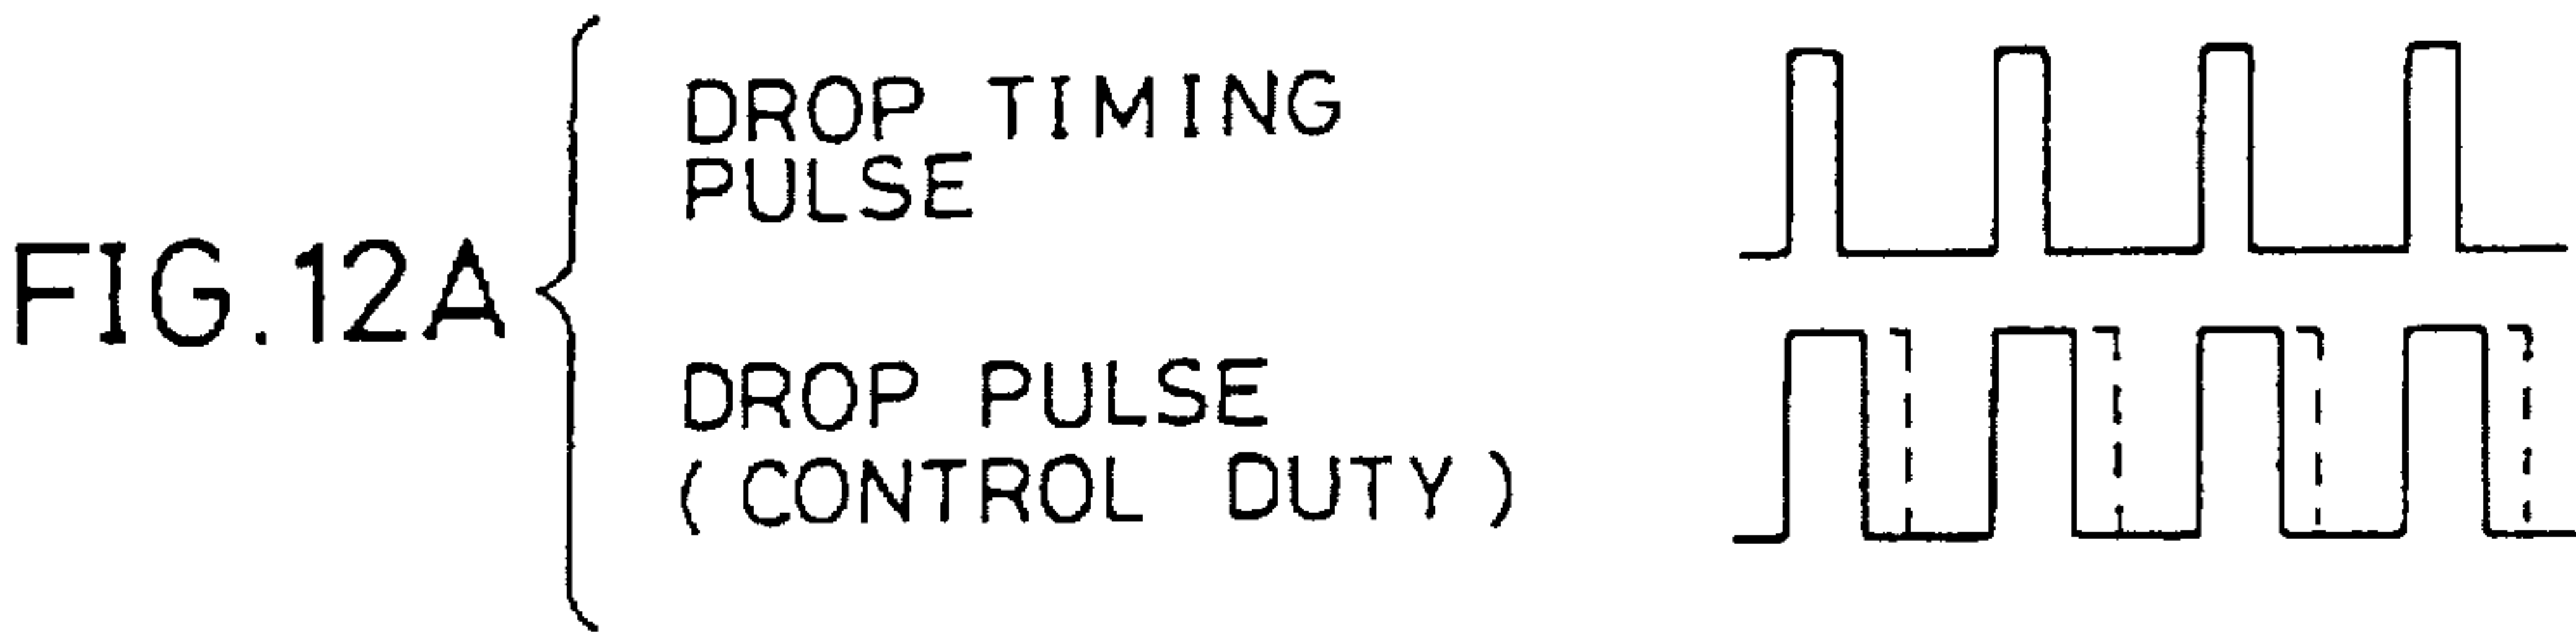 FIG.12A
DROP TIMING
PULSE
DROP PULSE
(CONTROL DUTY)